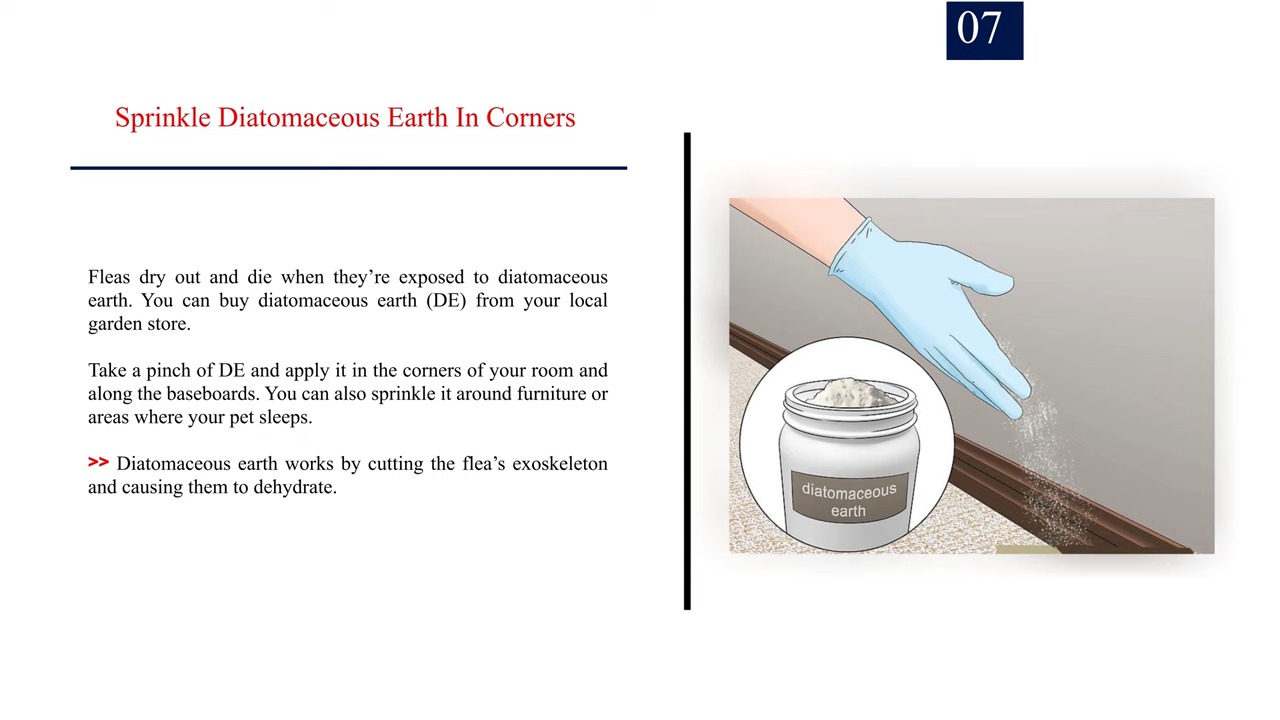 07
Sprinkle Diatomaceous Earth In Corners
Fleas dry out and die when they’re exposed to diatomaceous
earth. You can buy diatomaceous earth (DE) from your local
garden store.
Take a pinch of DE and apply it in the corners of your room and
along the baseboards. You can also sprinkle it around furniture or
areas where your pet sleeps.
>> Diatomaceous earth works by cutting the flea’s exoskeleton
and causing them to dehydrate.
diatomaceous
earth